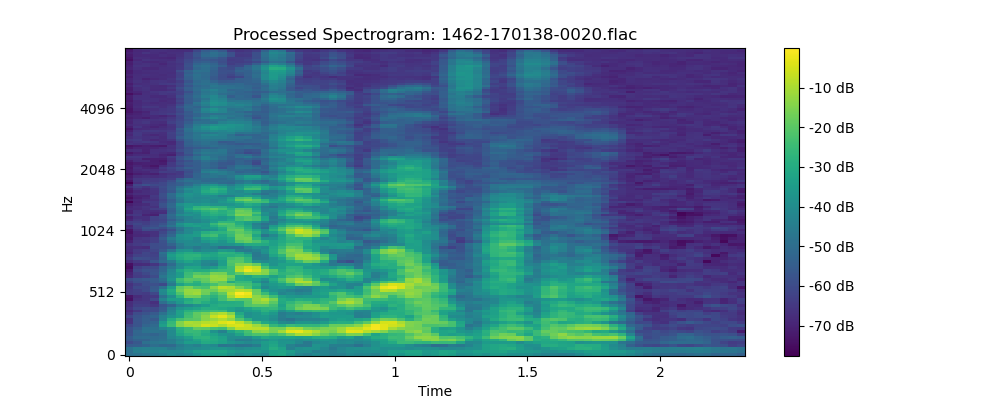 Processed Spectrogram: 1462-170138-0020.flac
Hz
4096
2048
1024
512
0
0
0.5
1
1.5
2
Time
-10 dB
-20 dB
-30 dB
-40 dB
-50 dB
-60 dB
-70 dB